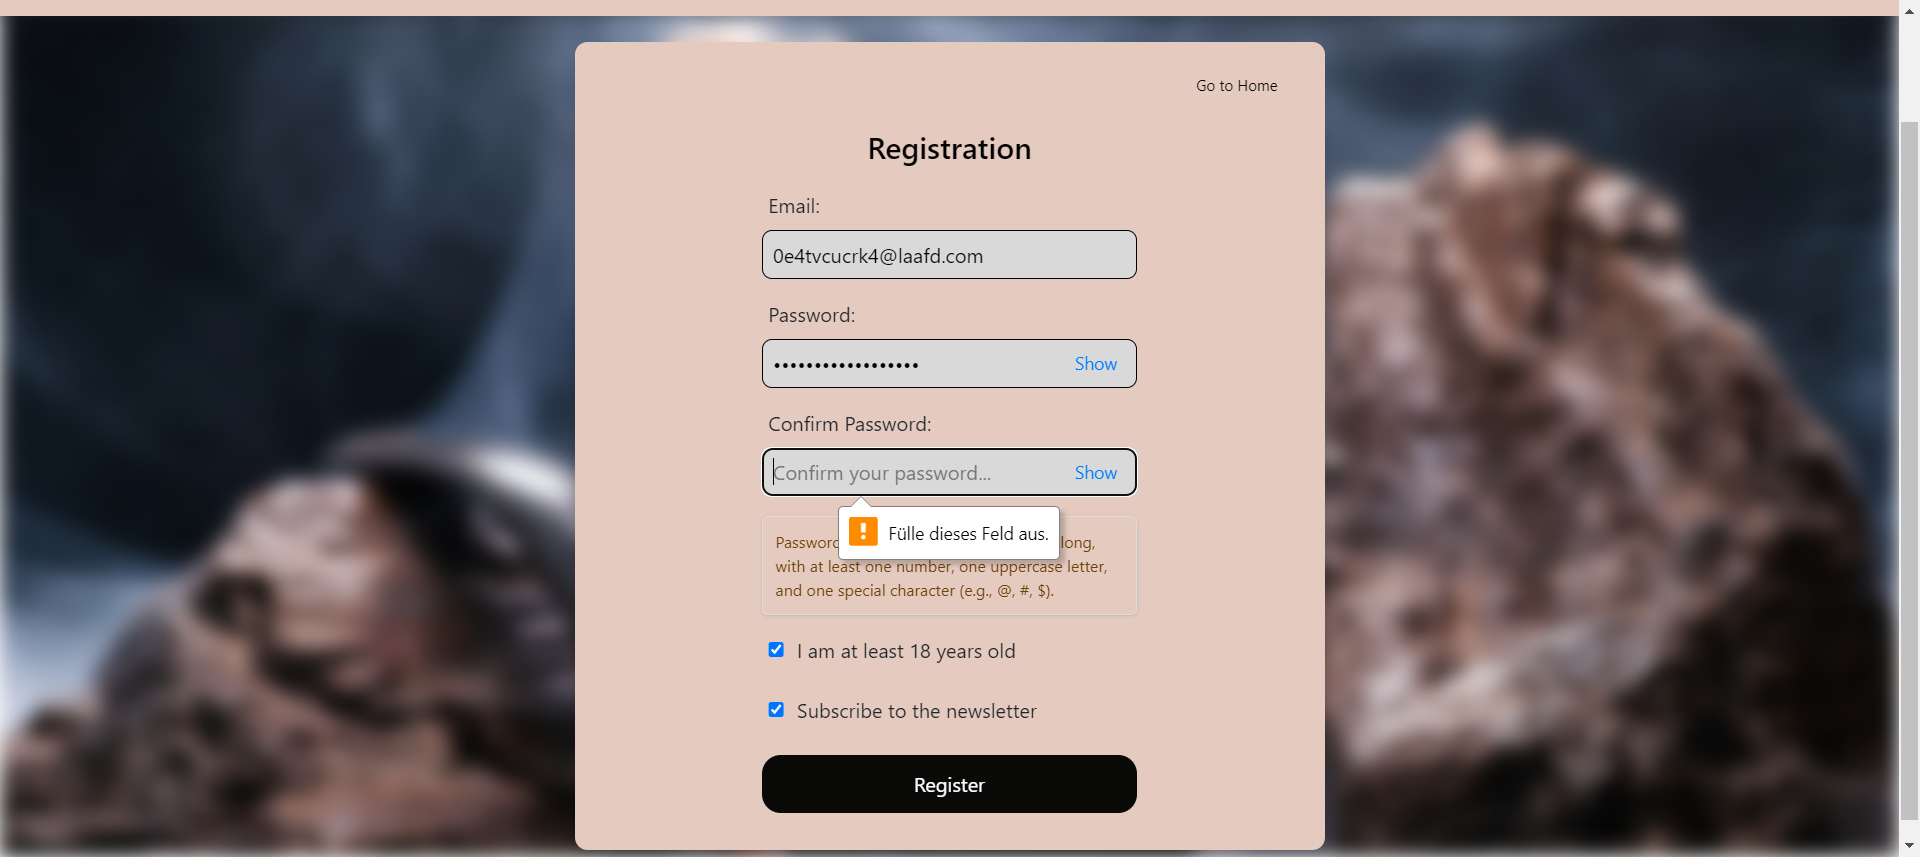 Go to Home
Registration
Email:
0e4tvcucrk4@laafd.com
Password:
••••••••••••••••••
Show
Confirm Password:
Confirm your password...
Show
Fülle dieses Feld aus.
long,
with at least one number, one uppercase letter,
and one special character (e.g., @, #, $).
I am at least 18 years old
Subscribe to the newsletter
Register